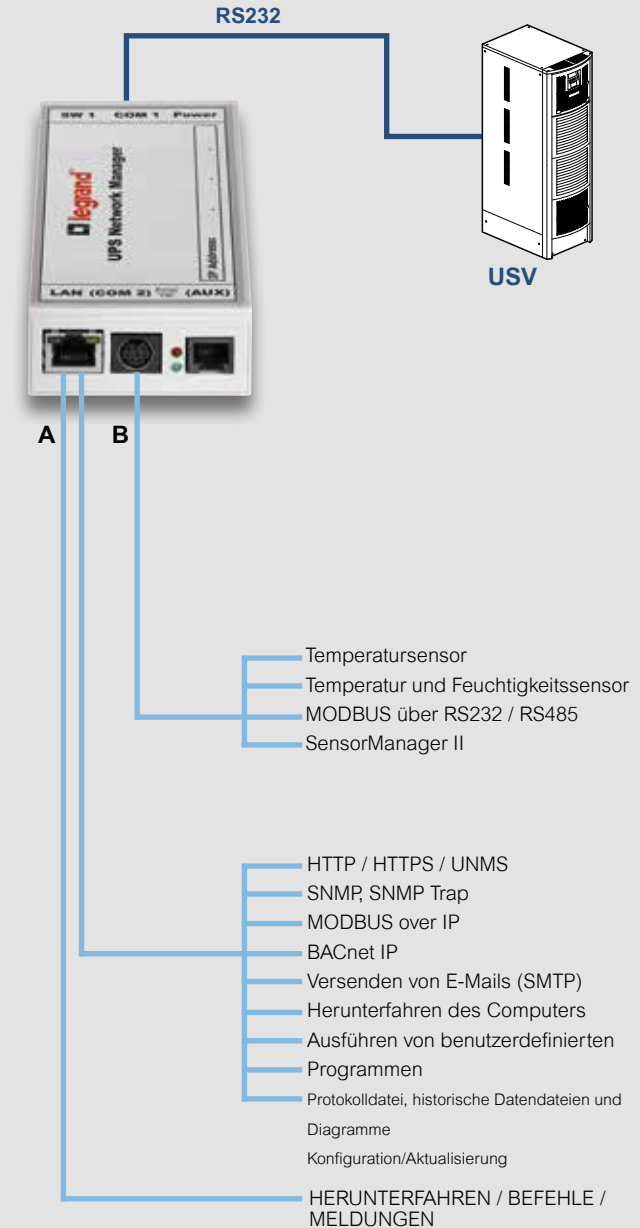 RS232
SW 1 COM 1 Power
legrand
UPS Network Manager
IP Address:
LAN (COM 2) (AUX)
USV
A B
Temperatursensor
Temperatur und Feuchtigkeitssensor
MODBUS über RS232 / RS485
SensorManager II
HTTP / HTTPS / UNMS
SNMP, SNMP Trap
MODBUS over IP
BACnet IP
Versenden von E-Mails (SMTP)
Herunterfahren des Computers
Ausführen von benutzerdefinierten
Programmen
Protokolldatei, historische Datendateien und
Diagramme
Konfiguration/Aktualisierung
HERUNTERFAHREN / BEFEHLE /
MELDUNGEN